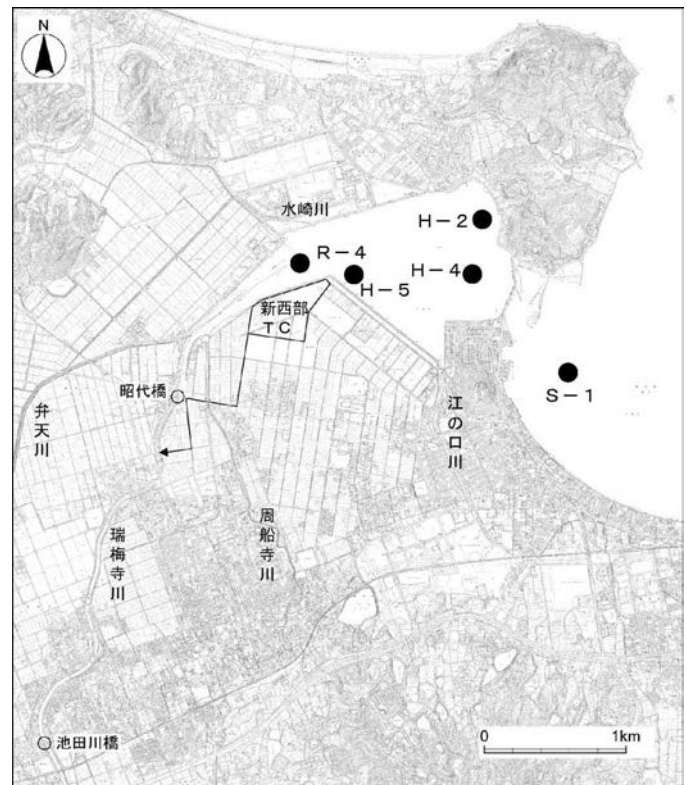 N
水崎川
H-2
R-4
H-4
H-5
新西部
TC
昭代橋
S-1
弁天川
江の口川
瑞梅寺川
周船寺川
0 1km
池田川橋